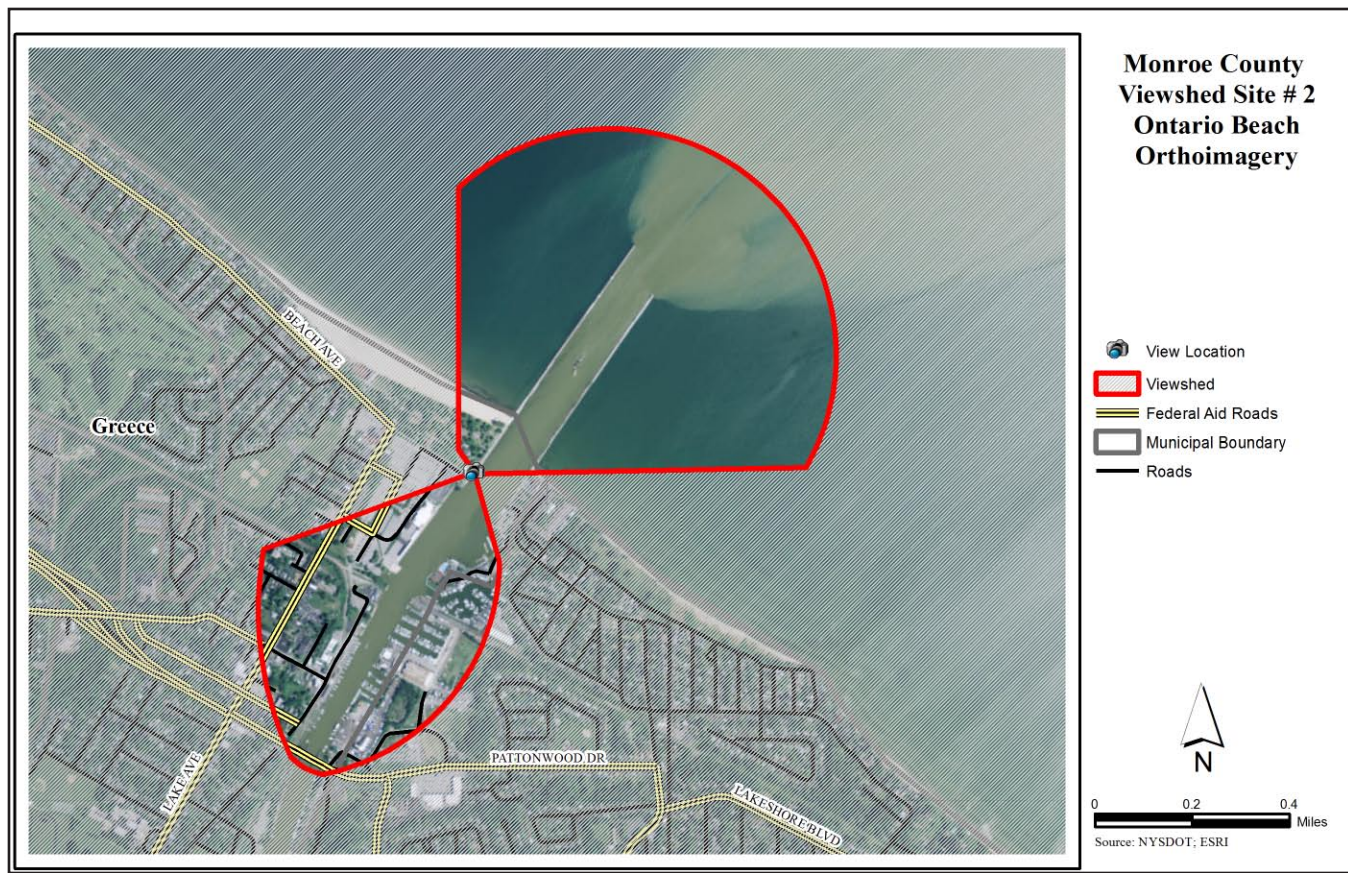 Monroe County
Viewshed Site # 2
Ontario Beach
Orthoimagery
BEACH AVE
Greece
LAKE AVE
PATTONWOOD DR
LAKESHORE BLVD
View Location
Viewshed
Federal Aid Roads
Municipal Boundary
Roads
N
0 0.2 0.4
Miles
Source: NYSDOT; ESRI